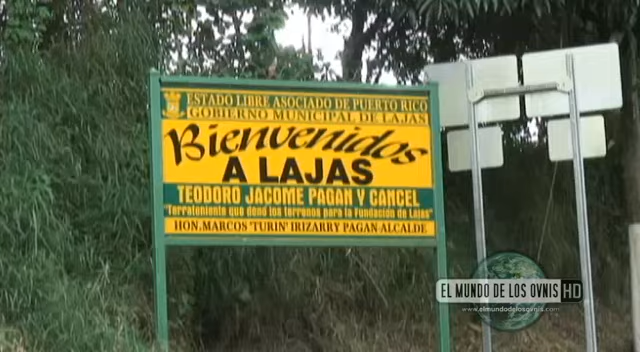 ESTADO LIBRE ASOCIADO DE PUERTO RICO
GOBIERNO MUNICIPAL DE LAJAS
Bienvenidos
A LAJAS
TEODORO JACOME PAGAN Y CANCEL
"Terrateniente que donó los terrenos para la Fundación de Lajas"
HON. MARCOS "TURIN" IRIZARRY PAGAN-ALCALDE
EL MUNDO DE LOS OVNIS HD
www.elmundodelosovnis.com